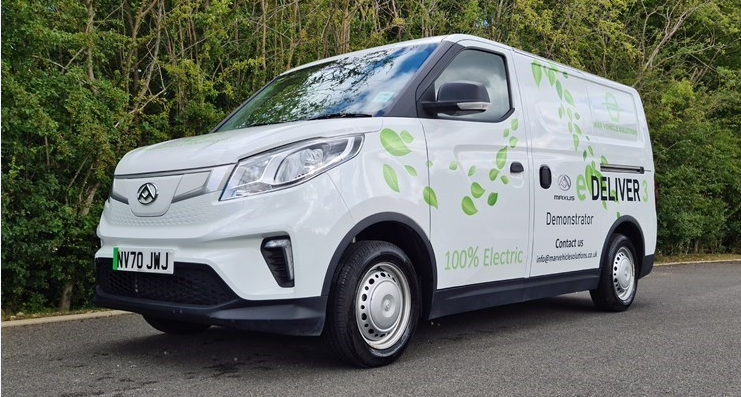 NV70 JWJ
100% Electric
MAXUS
eDELIVER 3
Demonstrator
Contact us
info@marvehiclesolutions.co.uk